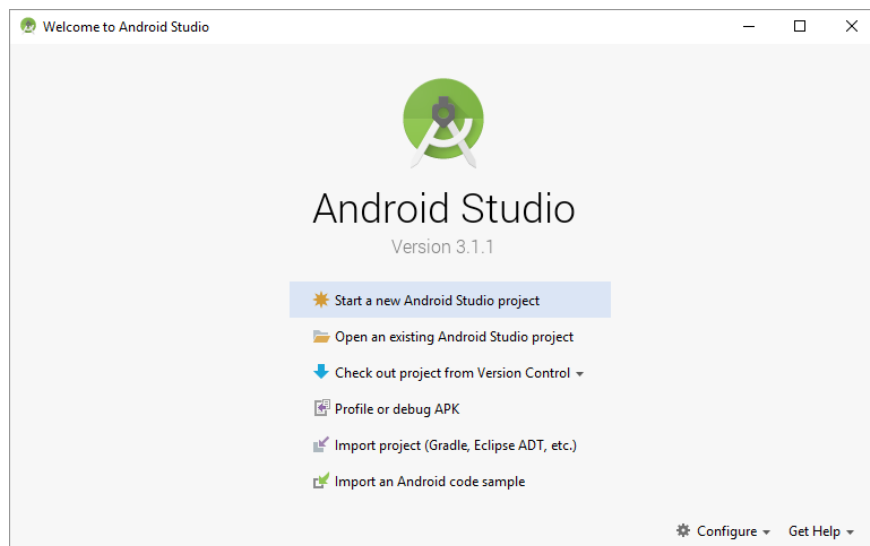 Welcome to Android Studio
Android Studio
Version 3.1.1
Start a new Android Studio project
Open an existing Android Studio project
Check out project from Version Control
Profile or debug APK
Import project (Gradle, Eclipse ADT, etc.)
Import an Android code sample
Configure Get Help